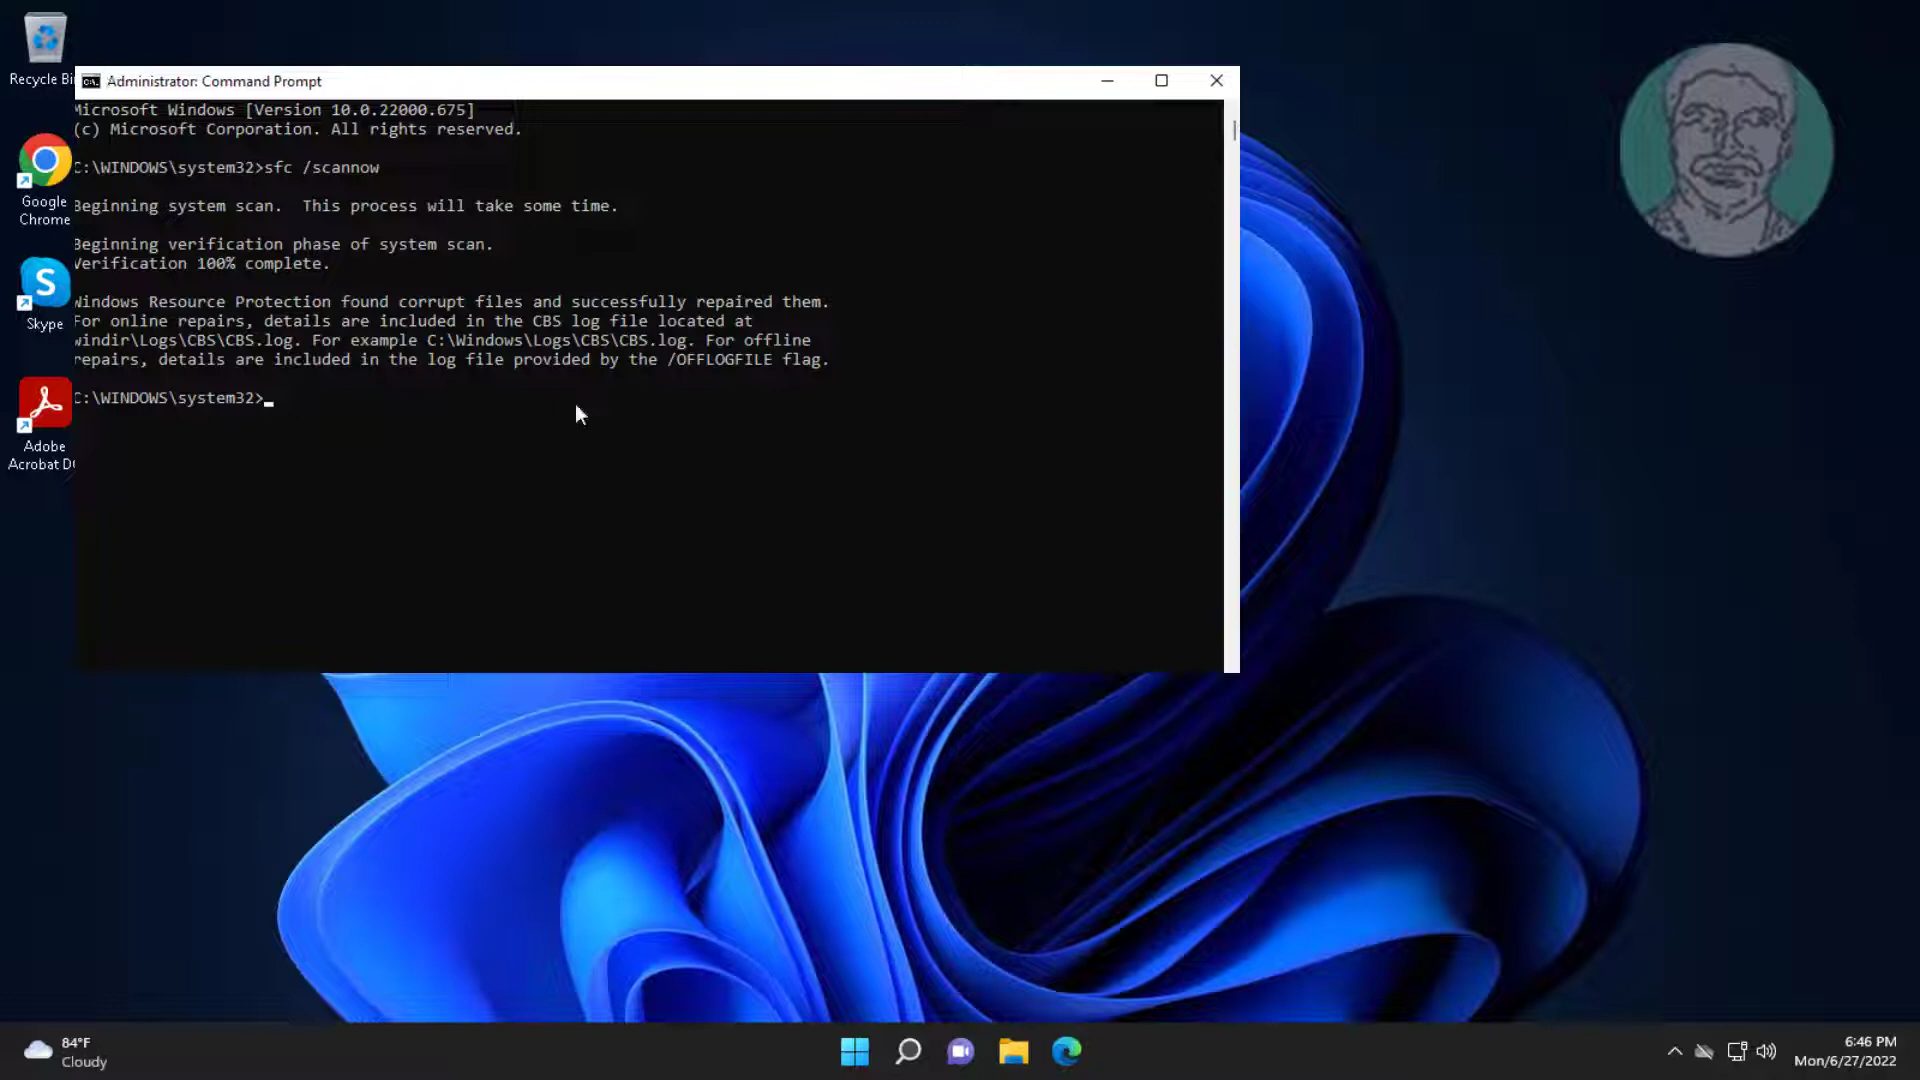 Recycle Bi
Administrator: Command Prompt
Microsoft Windows [Version 10.0.22000.675]
(c) Microsoft Corporation. All rights reserved.
C:\WINDOWS\system32>sfc /scannow
Beginning system scan.  This process will take some time.
Beginning verification phase of system scan.
Verification 100% complete.
Windows Resource Protection found corrupt files and successfully repaired them.
For online repairs, details are included in the CBS log file located at
windir\Logs\CBS\CBS.log. For example C:\Windows\Logs\CBS\CBS.log. For offline
repairs, details are included in the log file provided by the /OFFLOGFILE flag.
C:\WINDOWS\system32>
Google
Chrome
Skype
Adobe
Acrobat D
84°F
Cloudy
6:46 PM
Mon/6/27/2022